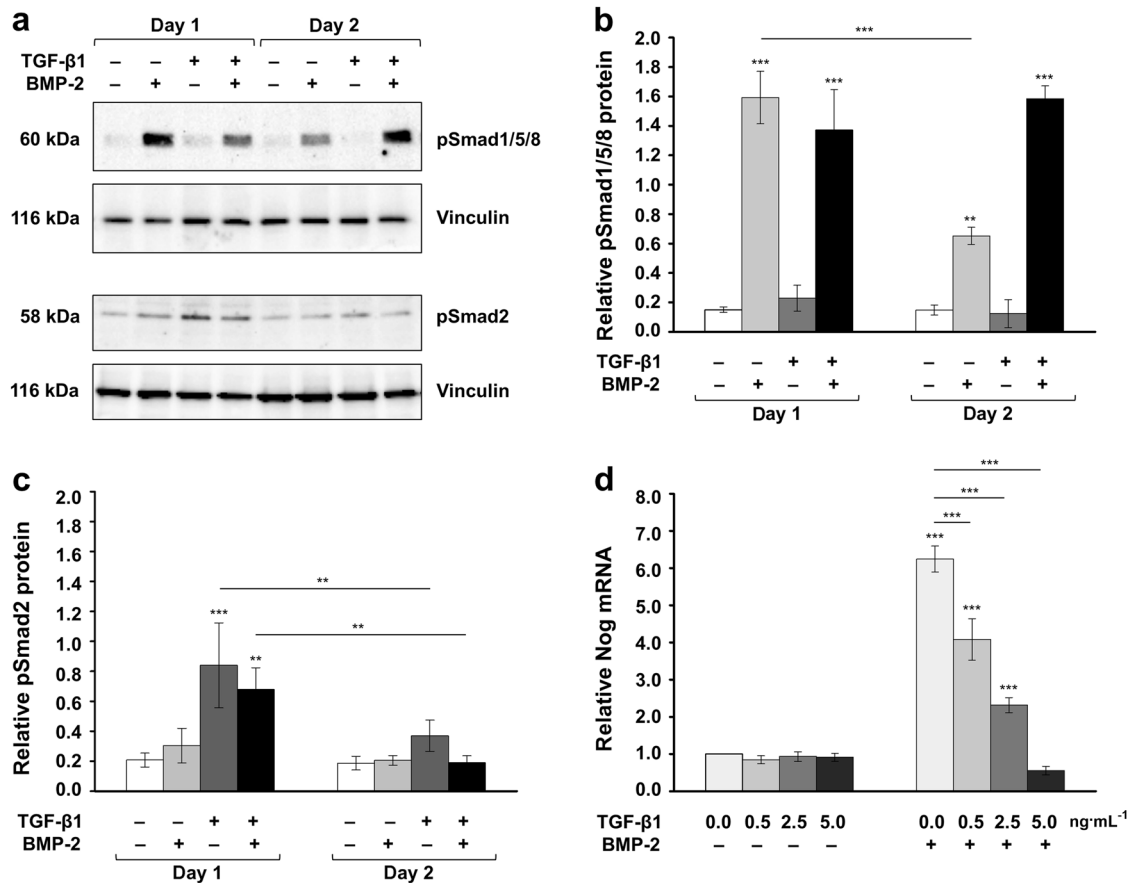 a
Day 1 Day 2
TGF-β1 – – + + – – + +
BMP-2 – + – + – + – +
60 kDa pSmad1/5/8
116 kDa Vinculin
58 kDa pSmad2
116 kDa Vinculin
b
Relative pSmad1/5/8 protein
2.0
1.8
1.6
1.4
1.2
1.0
0.8
0.6
0.4
0.2
0.0
***
*** *** ** ***
TGF-β1 – – + + – – + +
BMP-2 – + – + – + – +
Day 1 Day 2
c
Relative pSmad2 protein
2.0
1.8
1.6
1.4
1.2
1.0
0.8
0.6
0.4
0.2
0.0
**
**
*** **
TGF-β1 – – + + – – + +
BMP-2 – + – + – + – +
Day 1 Day 2
d
Relative Nog mRNA
8.0
7.0
6.0
5.0
4.0
3.0
2.0
1.0
0.0
***
***
***
*** *** ***
TGF-β1 0.0 0.5 2.5 5.0 0.0 0.5 2.5 5.0 ng·mL⁻¹
BMP-2 – – – – + + + +